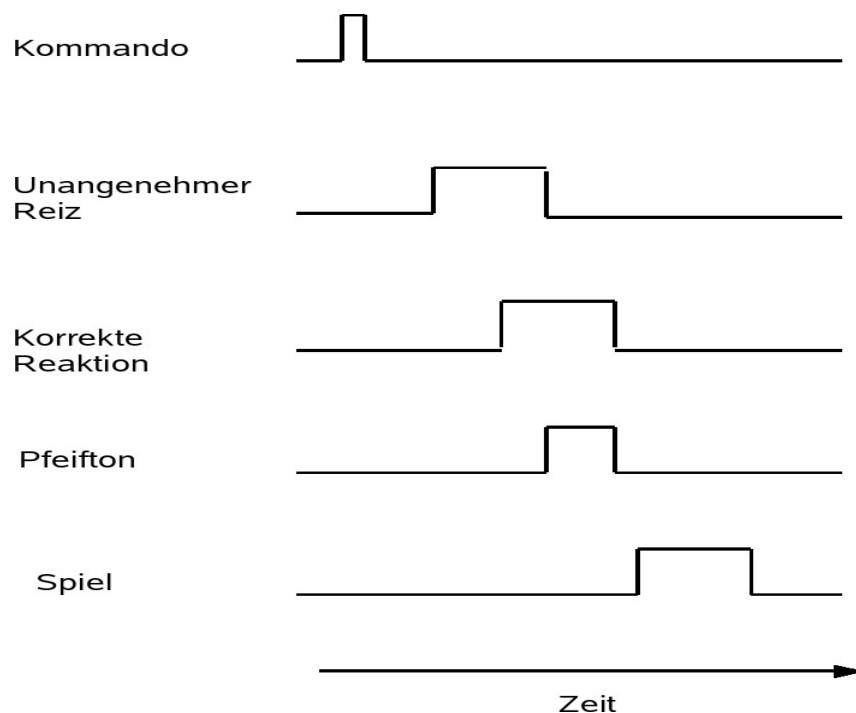 Kommando
Unangenehmer
Reiz
Korrekte
Reaktion
Pfeifton
Spiel
Zeit